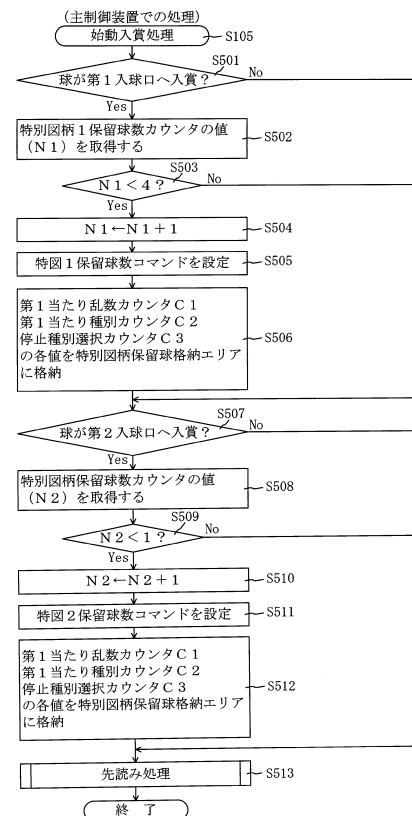 (主制御装置での処理)
始動入賞処理
S105
S501
球が第1入球口へ入賞?
No
Yes
特別図柄1保留球数カウンタの値
(N1)を取得する
S502
S503
N1<4?
No
Yes
N1←N1+1
S504
特図1保留球数コマンドを設定
S505
第1当たり乱数カウンタC1
第1当たり種別カウンタC2
停止種別選択カウンタC3
の各値を特別図柄保留球格納エリア
に格納
S506
S507
球が第2入球口へ入賞?
No
Yes
特別図柄保留球数カウンタの値
(N2)を取得する
S508
S509
N2<1?
No
Yes
N2←N2+1
S510
特図2保留球数コマンドを設定
S511
第1当たり乱数カウンタC1
第1当たり種別カウンタC2
停止種別選択カウンタC3
の各値を特別図柄保留球格納エリア
に格納
S512
先読み処理
S513
終了